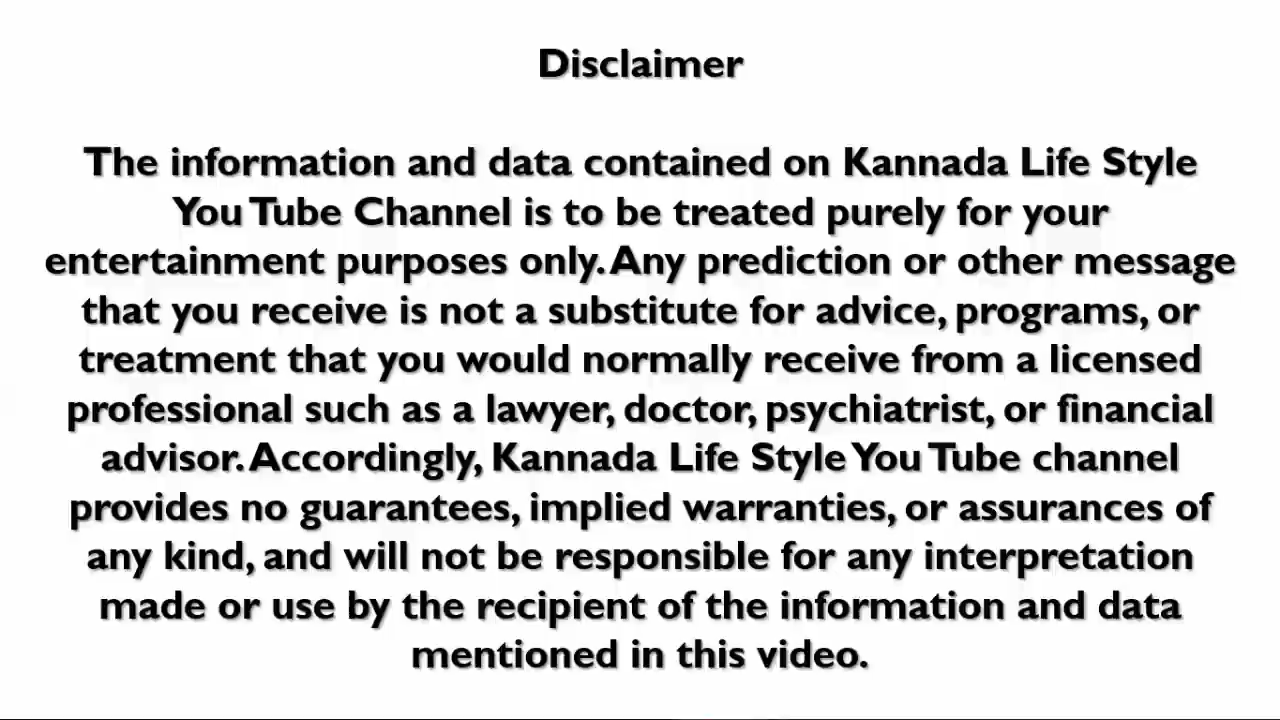 Disclaimer
The information and data contained on Kannada Life Style
YouTube Channel is to be treated purely for your
entertainment purposes only. Any prediction or other message
that you receive is not a substitute for advice, programs, or
treatment that you would normally receive from a licensed
professional such as a lawyer, doctor, psychiatrist, or financial
advisor. Accordingly, Kannada Life Style YouTube channel
provides no guarantees, implied warranties, or assurances of
any kind, and will not be responsible for any interpretation
made or use by the recipient of the information and data
mentioned in this video.